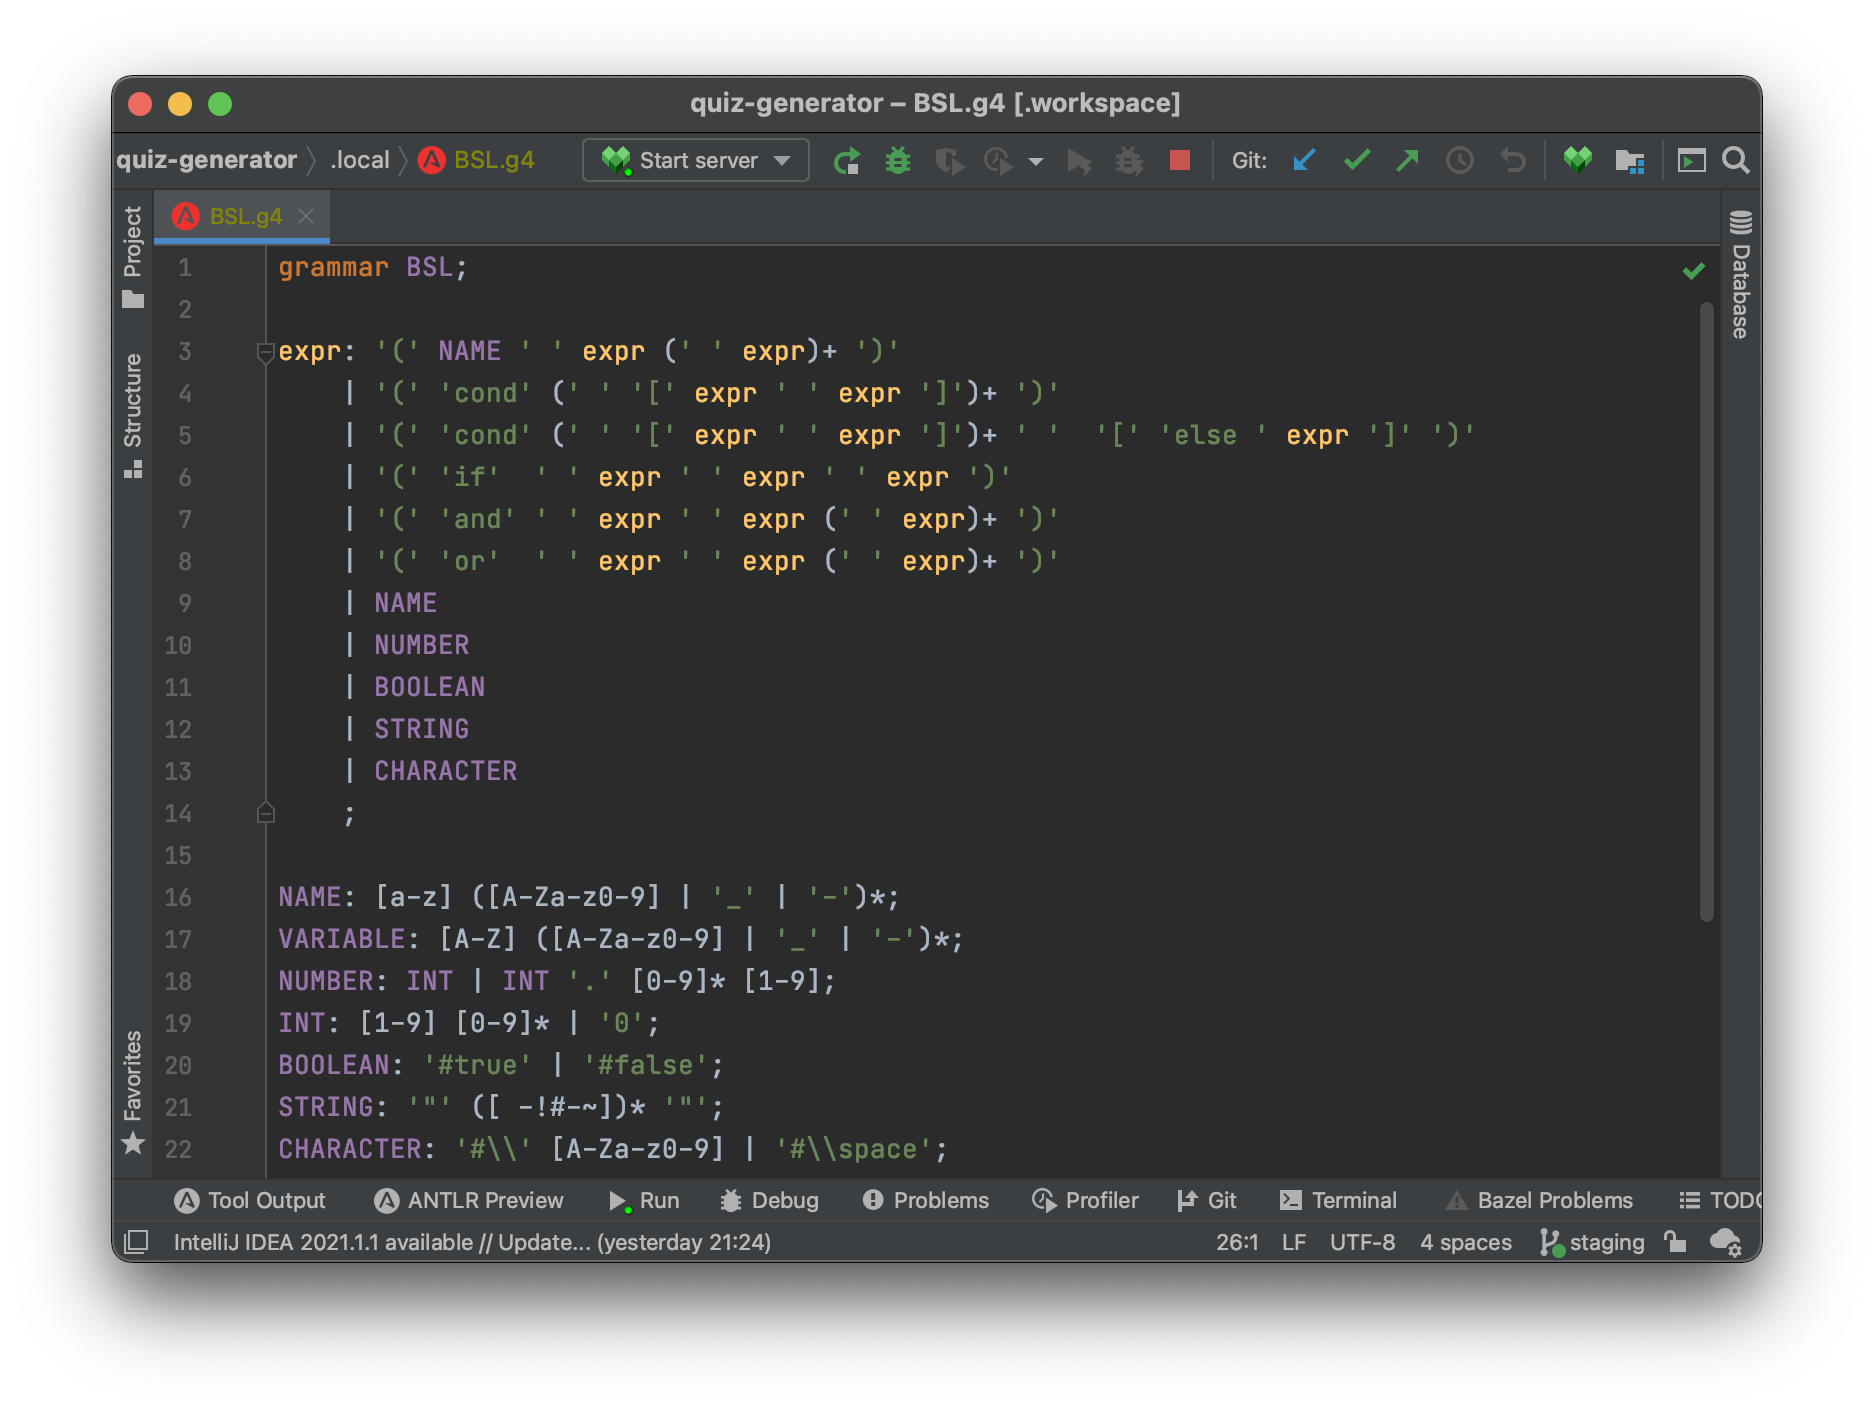 quiz-generator – BSL.g4 [.workspace]
quiz-generator .local BSL.g4 Start server Git:
BSL.g4
Project
Structure
Favorites
Database
1 grammar BSL;
2
3 expr: '(' NAME ' ' expr (' ' expr)+ ')'
4 | '(' 'cond' (' ' '[' expr ' ' expr ']')+ ')'
5 | '(' 'cond' (' ' '[' expr ' ' expr ']')+ ' '  '[' 'else ' expr ']' ')'
6 | '(' 'if'  ' ' expr ' ' expr ' ' expr ')'
7 | '(' 'and' ' ' expr ' ' expr (' ' expr)+ ')'
8 | '(' 'or'  ' ' expr ' ' expr (' ' expr)+ ')'
9 | NAME
10 | NUMBER
11 | BOOLEAN
12 | STRING
13 | CHARACTER
14 ;
15
16 NAME: [a-z] ([A-Za-z0-9] | '_' | '-')*;
17 VARIABLE: [A-Z] ([A-Za-z0-9] | '_' | '-')*;
18 NUMBER: INT | INT '.' [0-9]* [1-9];
19 INT: [1-9] [0-9]* | '0';
20 BOOLEAN: '#true' | '#false';
21 STRING: '"' ([ -!#-~])* '"';
22 CHARACTER: '#\\' [A-Za-z0-9] | '#\\space';
Tool Output ANTLR Preview Run Debug Problems Profiler Git Terminal Bazel Problems TODO
IntelliJ IDEA 2021.1.1 available // Update... (yesterday 21:24) 26:1 LF UTF-8 4 spaces staging